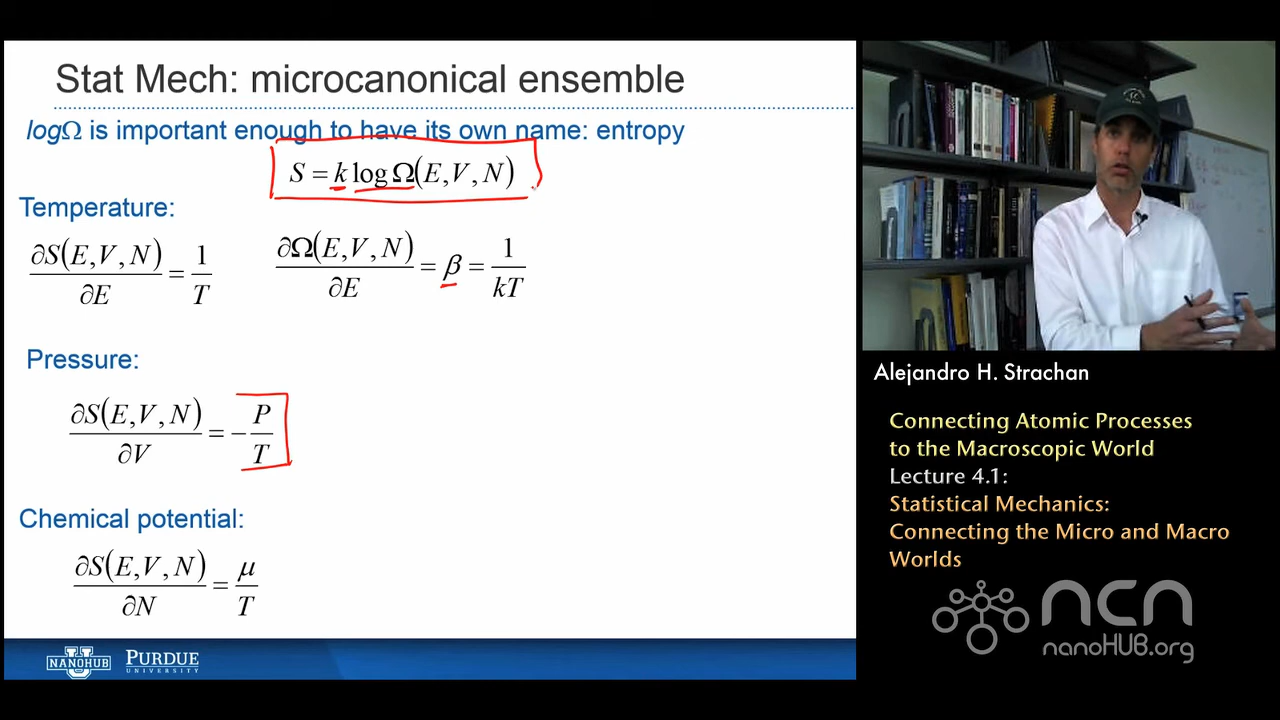 Stat Mech: microcanonical ensemble
logΩ is important enough to have its own name: entropy
S = k log Ω(E,V,N)
Temperature:
∂S(E,V,N)/∂E = 1/T
∂Ω(E,V,N)/∂E = β = 1/kT
Pressure:
∂S(E,V,N)/∂V = −P/T
Chemical potential:
∂S(E,V,N)/∂N = μ/T
NANOHUB
PURDUE
UNIVERSITY
Alejandro H. Strachan
Connecting Atomic Processes
to the Macroscopic World
Lecture 4.1:
Statistical Mechanics:
Connecting the Micro and Macro
Worlds
ncn
nanoHUB.org